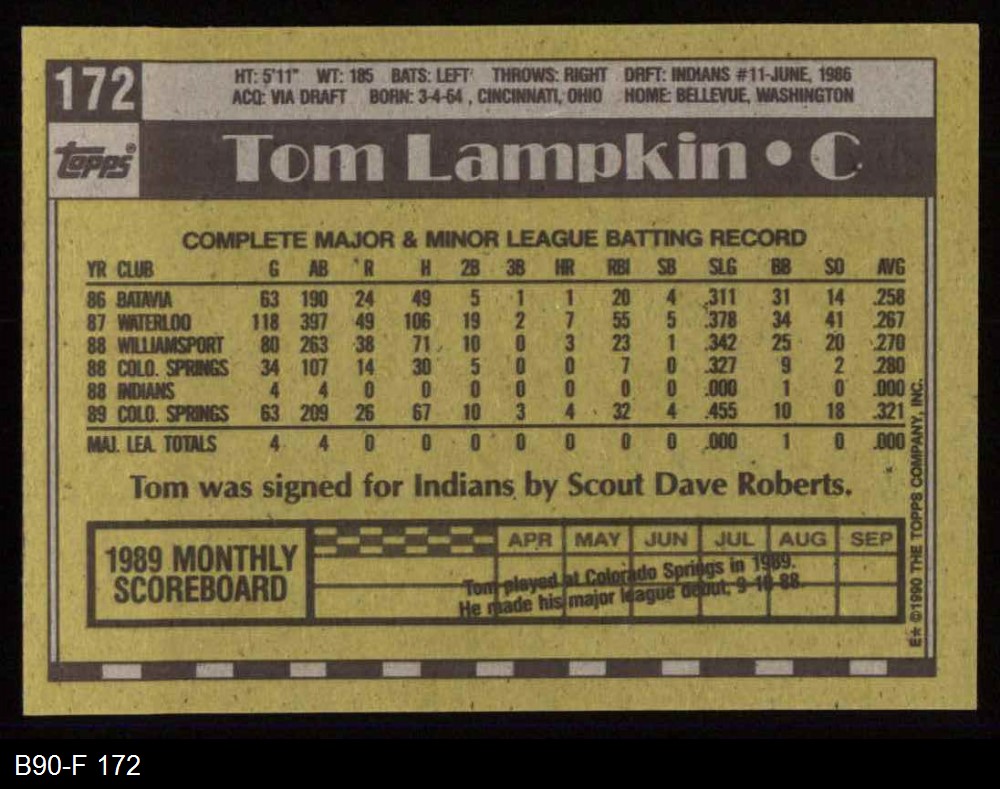 172
HT: 5'11" WT: 185 BATS: LEFT THROWS: RIGHT DRFT: INDIANS #11-JUNE, 1986
ACQ: VIA DRAFT BORN: 3-4-64, CINCINNATI, OHIO HOME: BELLEVUE, WASHINGTON
Topps®
Tom Lampkin • C
COMPLETE MAJOR & MINOR LEAGUE BATTING RECORD
YR CLUB G AB R H 2B 3B HR RBI SB SLG BB SO AVG
86 BATAVIA 63 190 24 49 5 1 1 20 4 .311 31 14 .258
87 WATERLOO 118 397 49 106 19 2 7 55 5 .378 34 41 .267
88 WILLIAMSPORT 80 263 38 71 10 0 3 23 1 .342 25 20 .270
88 COLO. SPRINGS 34 107 14 30 5 0 0 7 0 .327 9 2 .280
88 INDIANS 4 4 0 0 0 0 0 0 0 .000 1 0 .000
89 COLO. SPRINGS 63 209 26 67 10 3 4 32 4 .455 10 18 .321
MAJ. LEA. TOTALS 4 4 0 0 0 0 0 0 0 .000 1 0 .000
Tom was signed for Indians by Scout Dave Roberts.
1989 MONTHLY
SCOREBOARD
APR MAY JUN JUL AUG SEP
Tom played at Colorado Springs in 1989.
He made his major league debut, 9-10-88.
E* ©1990 THE TOPPS COMPANY, INC.
B90-F 172